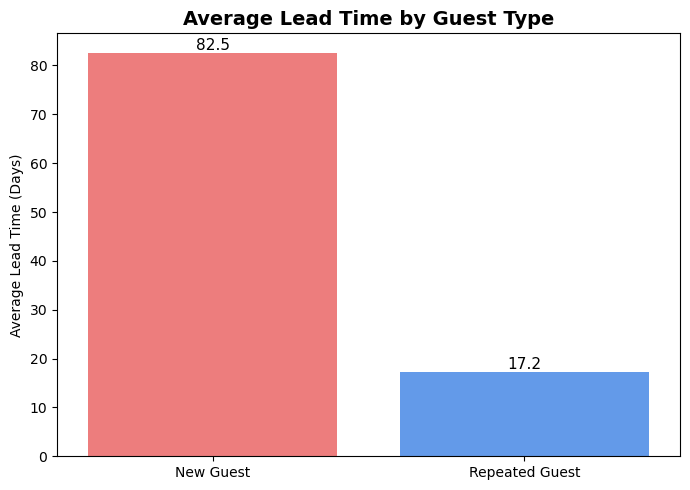 Average Lead Time by Guest Type
82.5
17.2
Average Lead Time (Days)
80
70
60
50
40
30
20
10
0
New Guest
Repeated Guest